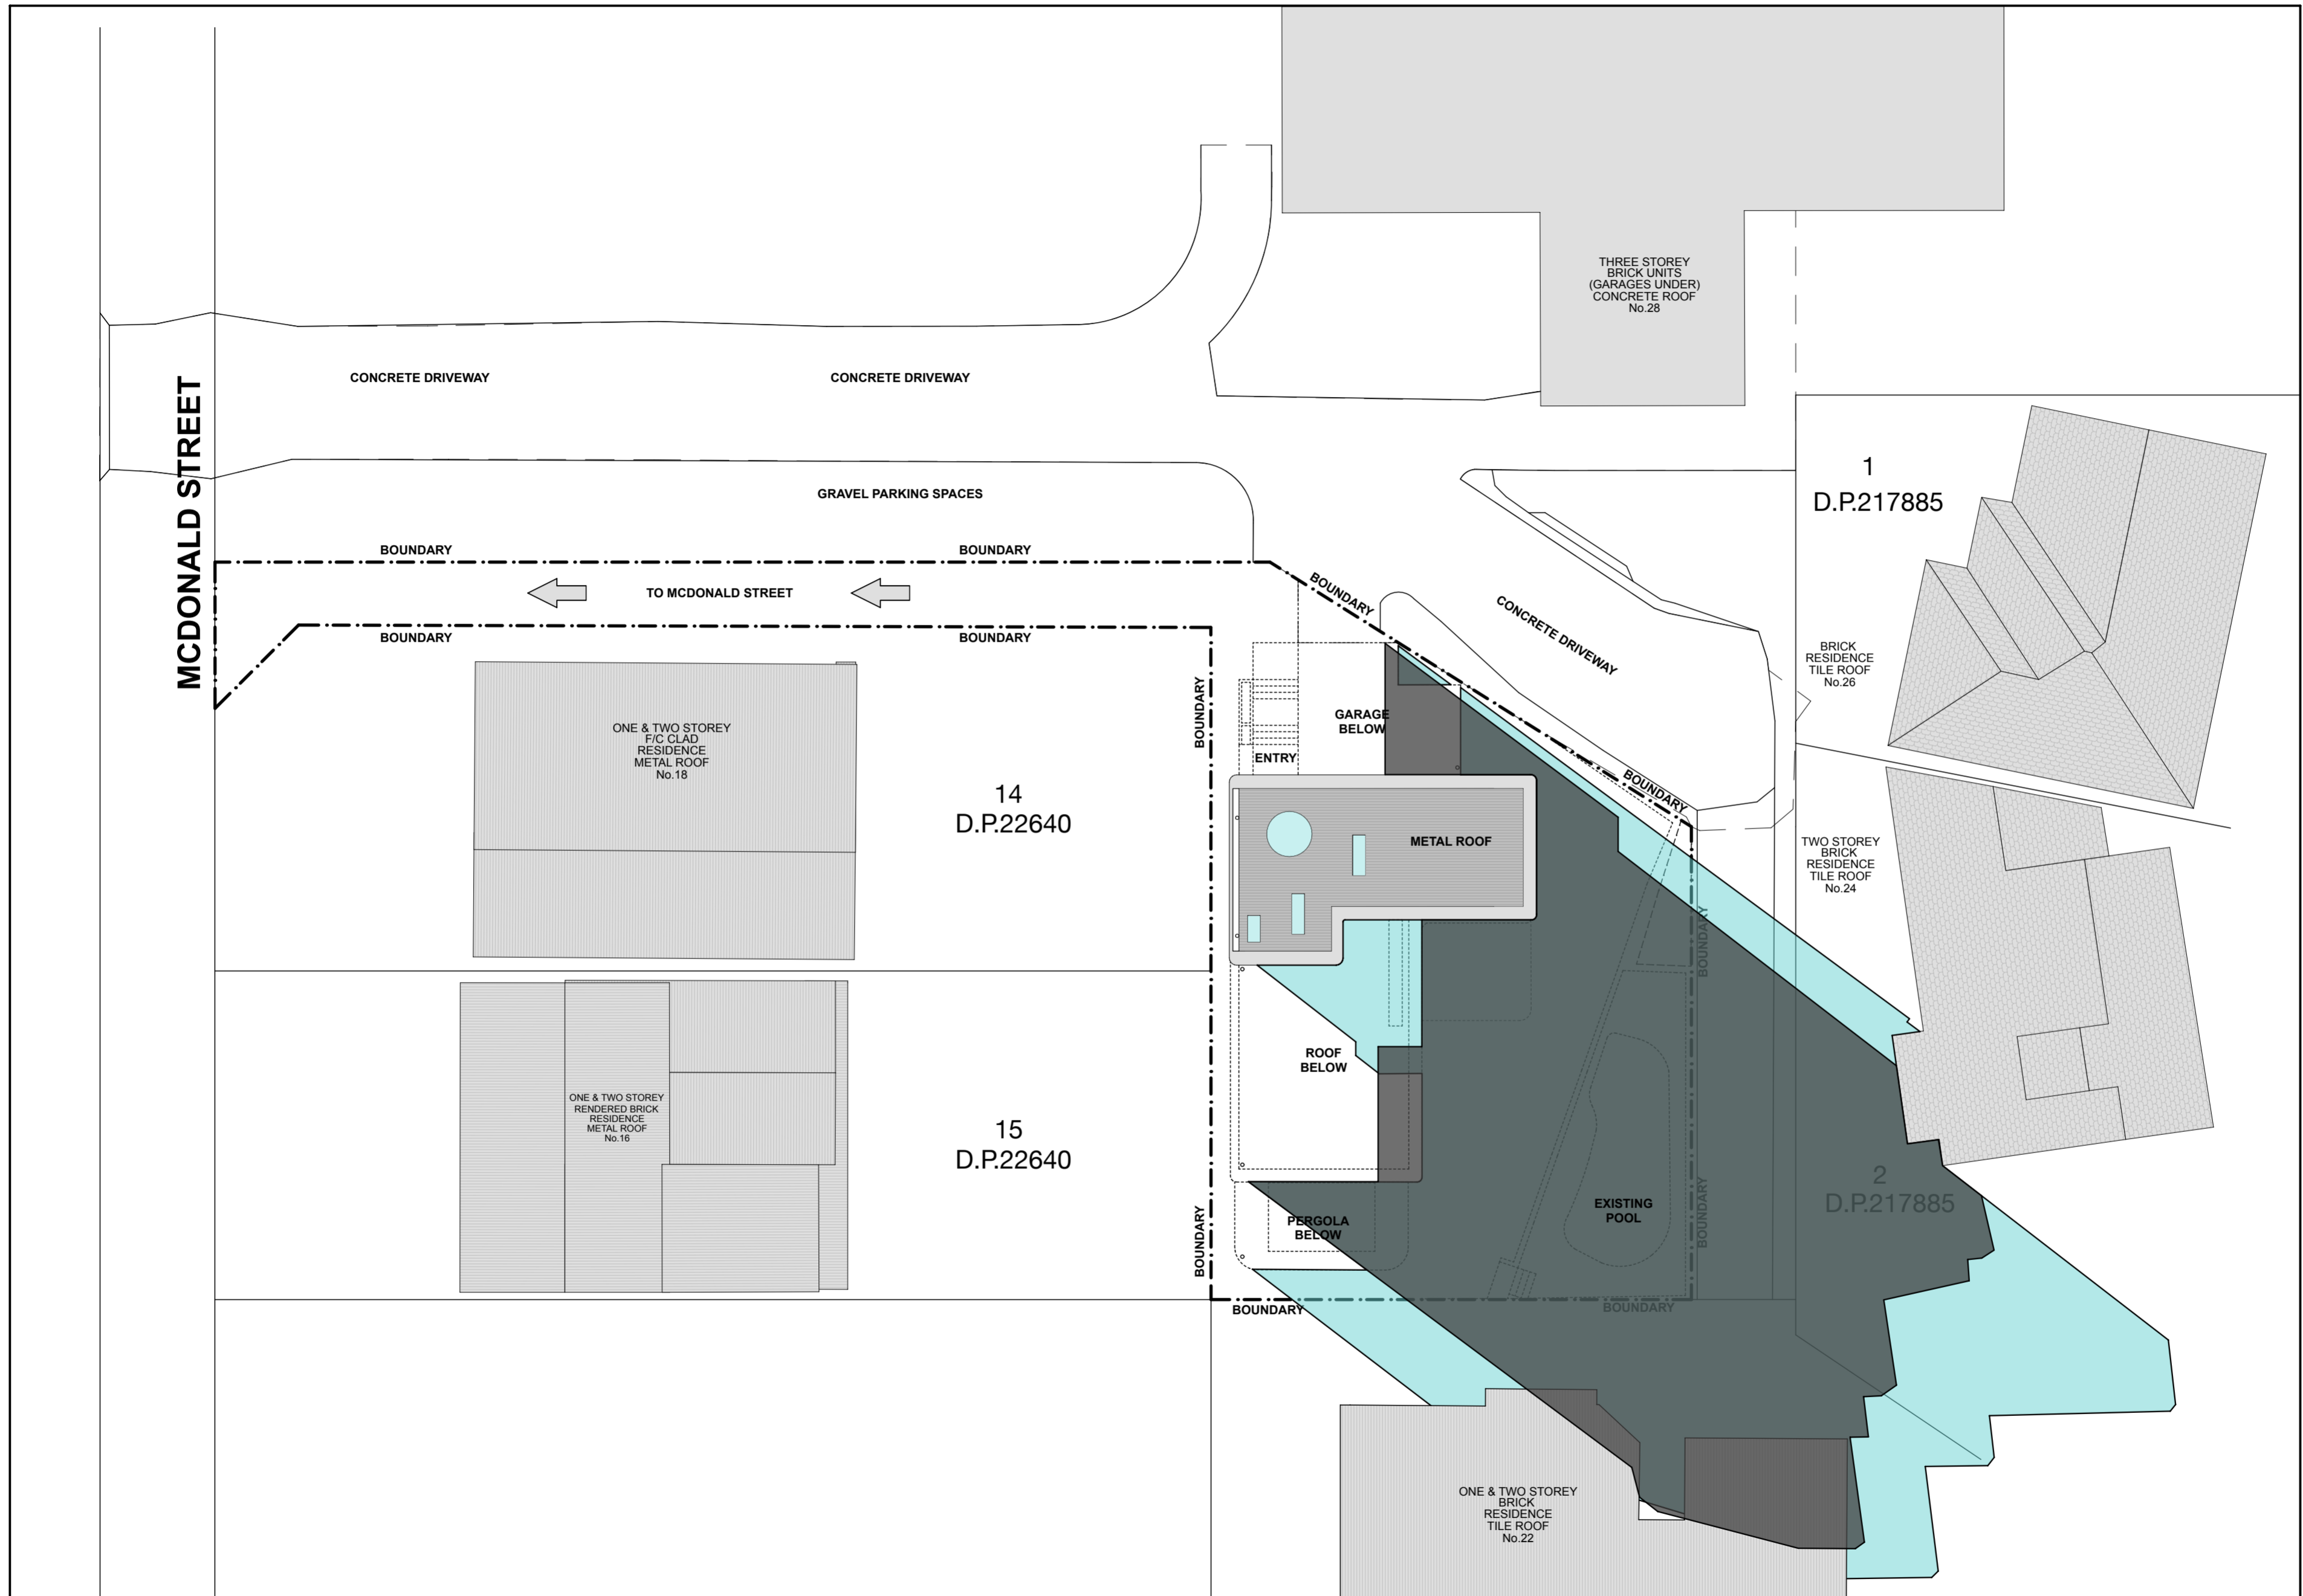 THREE STOREY
BRICK UNITS
(GARAGES UNDER)
CONCRETE ROOF
No.28
CONCRETE DRIVEWAY
CONCRETE DRIVEWAY
MCDONALD STREET
GRAVEL PARKING SPACES
1
D.P.217885
BOUNDARY
BOUNDARY
TO MCDONALD STREET
BOUNDARY
BOUNDARY
BOUNDARY
CONCRETE DRIVEWAY
BRICK
RESIDENCE
TILE ROOF
No.26
BOUNDARY
ONE & TWO STOREY
F/C CLAD
RESIDENCE
METAL ROOF
No.18
GARAGE
BELOW
ENTRY
BOUNDARY
14
D.P.22640
METAL ROOF
TWO STOREY
BRICK
RESIDENCE
TILE ROOF
No.24
BOUNDARY
ROOF
BELOW
ONE & TWO STOREY
RENDERED BRICK
RESIDENCE
METAL ROOF
No.16
15
D.P.22640
2
D.P.217885
EXISTING
POOL
BOUNDARY
BOUNDARY
PERGOLA
BELOW
BOUNDARY
BOUNDARY
ONE & TWO STOREY
BRICK
RESIDENCE
TILE ROOF
No.22